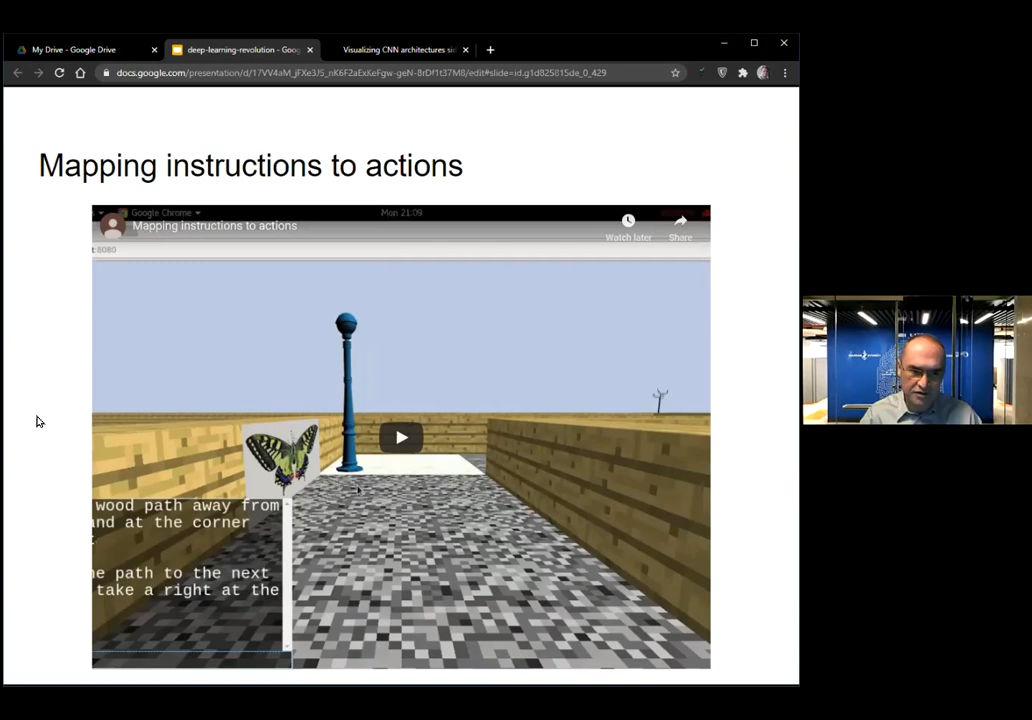 My Drive - Google Drive
deep-learning-revolution - Goog
Visualizing CNN architectures sid
docs.google.com/presentation/d/17VV4aM_jFXe3J5_nK6F2aExKeFgw-geN-8rDf1t37M8/edit#slide=id.g1d825815de_0_429
Mapping instructions to actions
Google Chrome
Mon 21:09
Mapping instructions to actions
Watch later
Share
t:8080
wood path away from
and at the corner
t
he path to the next
take a right at the